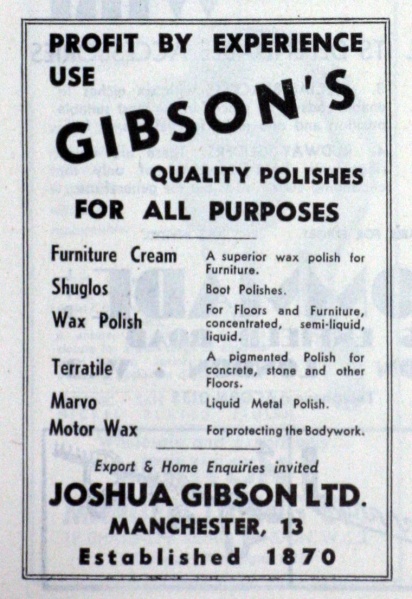 PROFIT BY EXPERIENCE
USE
GIBSON'S
QUALITY POLISHES
FOR ALL PURPOSES
Furniture Cream A superior wax polish for
Furniture.
Shuglos Boot Polishes.
Wax Polish For Floors and Furniture,
concentrated, semi-liquid,
liquid.
Terratile A pigmented Polish for
concrete, stone and other
Floors.
Marvo Liquid Metal Polish.
Motor Wax For protecting the Bodywork.
Export & Home Enquiries invited
JOSHUA GIBSON LTD.
MANCHESTER, 13
Established 1870